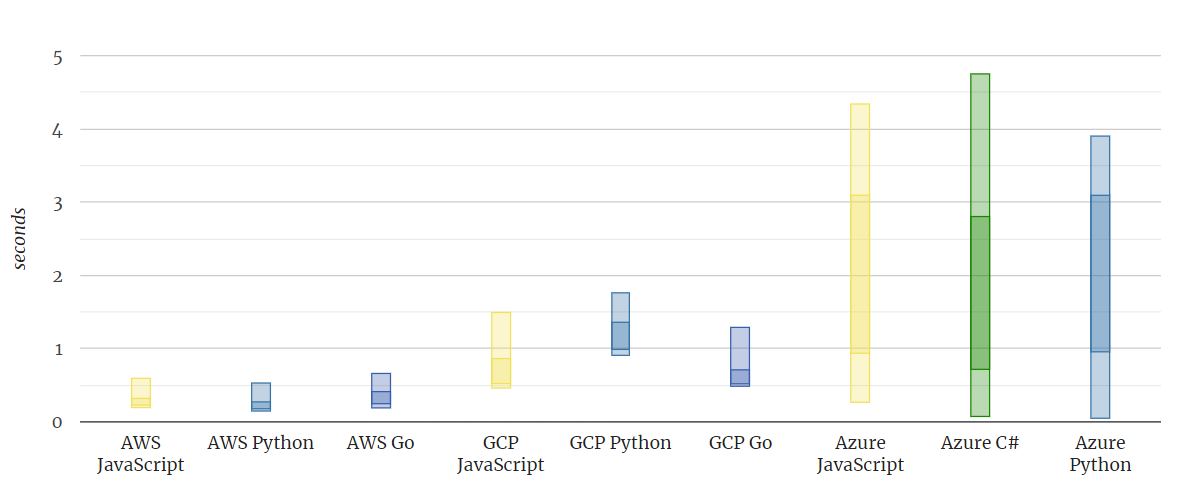 5
4
3
2
1
0
seconds
AWS JavaScript
AWS Python
AWS Go
GCP JavaScript
GCP Python
GCP Go
Azure JavaScript
Azure C#
Azure Python